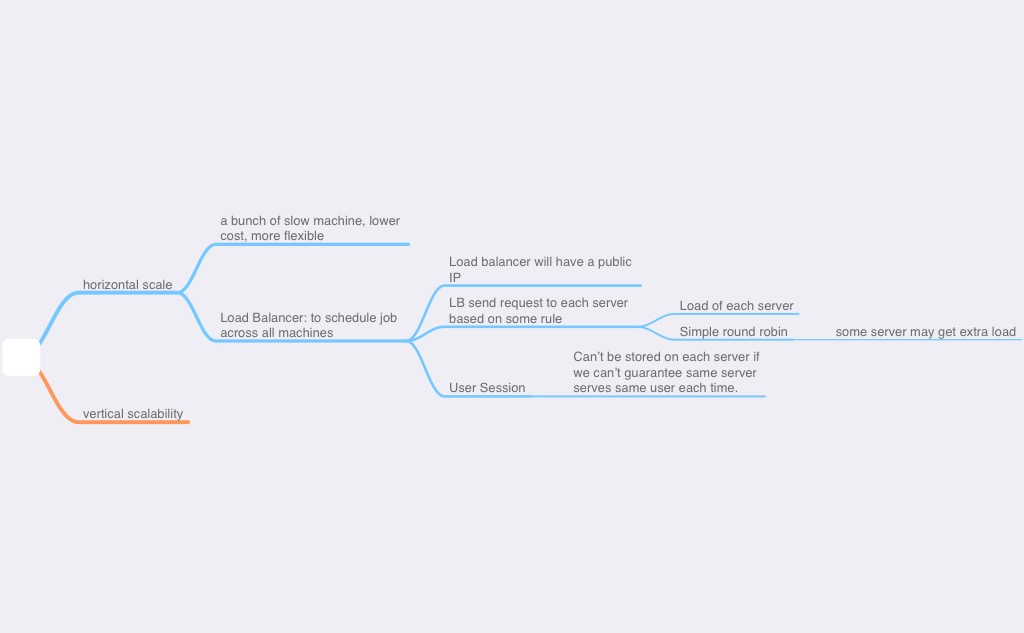 a bunch of slow machine, lower
cost, more flexible
Load balancer will have a public
IP
horizontal scale
LB send request to each server
based on some rule
Load of each server
Load Balancer: to schedule job
across all machines
Simple round robin
some server may get extra load
Can't be stored on each server if
we can't guarantee same server
serves same user each time.
User Session
vertical scalability